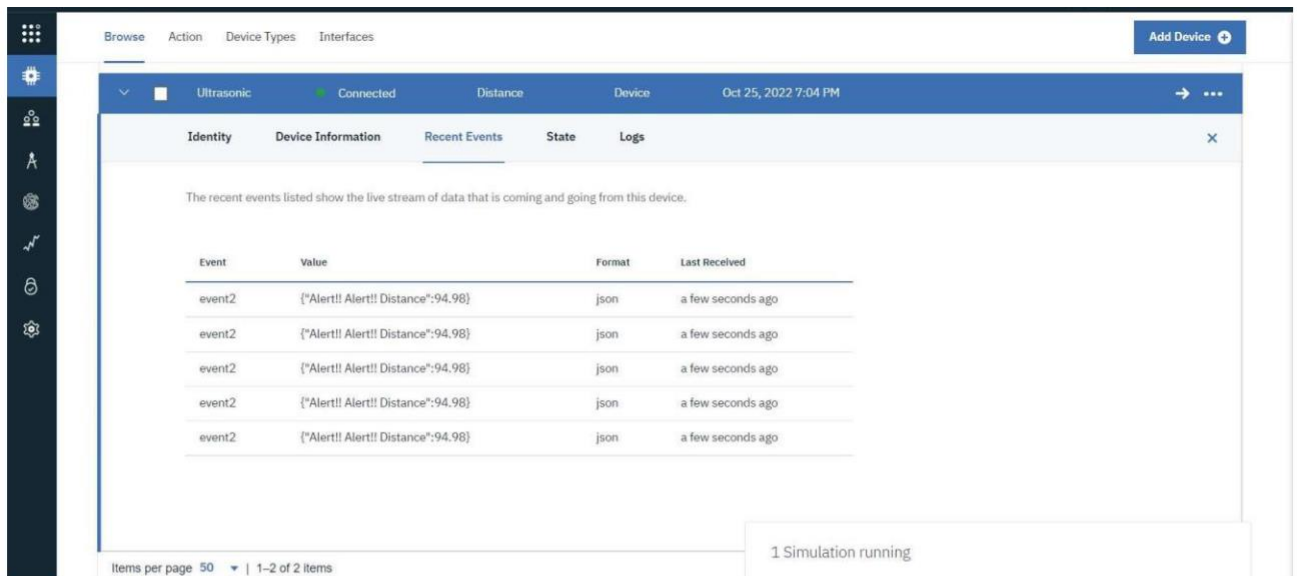 Browse Action Device Types Interfaces Add Device
Ultrasonic Connected Distance Device Oct 25, 2022 7:04 PM
Identity Device Information Recent Events State Logs
The recent events listed show the live stream of data that is coming and going from this device.
Event Value Format Last Received
event2 {"Alert!! Alert!! Distance":94.98} json a few seconds ago
event2 {"Alert!! Alert!! Distance":94.98} json a few seconds ago
event2 {"Alert!! Alert!! Distance":94.98} json a few seconds ago
event2 {"Alert!! Alert!! Distance":94.98} json a few seconds ago
event2 {"Alert!! Alert!! Distance":94.98} json a few seconds ago
1 Simulation running
Items per page 50 | 1–2 of 2 items